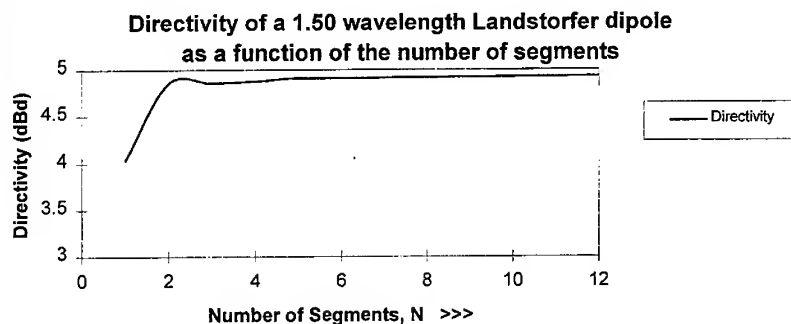 Directivity of a 1.50 wavelength Landstorfer dipole
as a function of the number of segments
Directivity (dBd)
5
4.5
4
3.5
3
0 2 4 6 8 10 12
Number of Segments, N >>>
Directivity